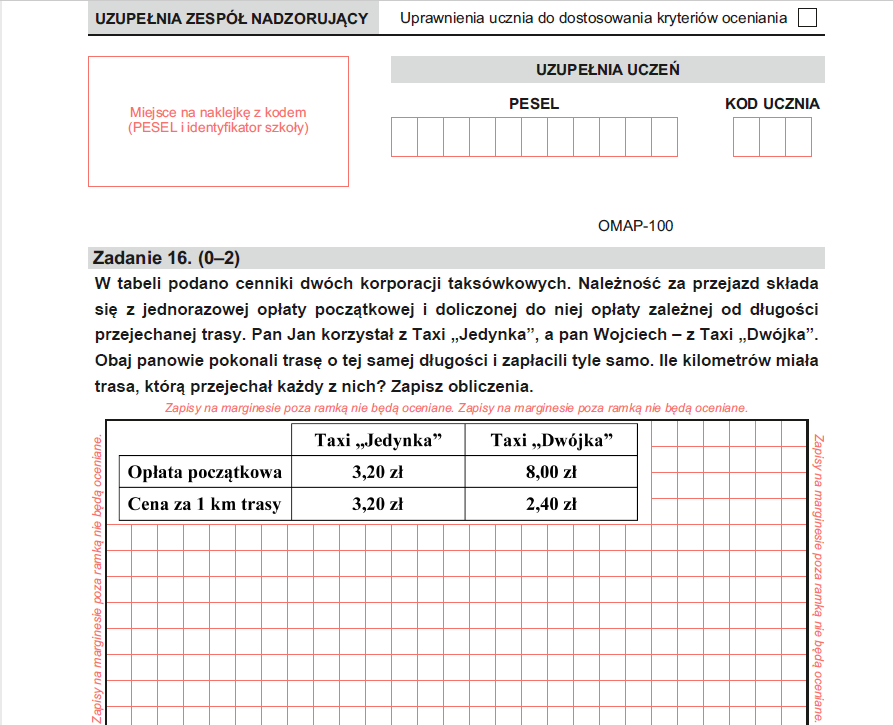 UZUPEŁNIA ZESPÓŁ NADZORUJĄCY
Uprawnienia ucznia do dostosowania kryteriów oceniania
Miejsce na naklejkę z kodem
(PESEL i identyfikator szkoły)
UZUPEŁNIA UCZEŃ
PESEL
KOD UCZNIA
OMAP-100
Zadanie 16. (0–2)
W tabeli podano cenniki dwóch korporacji taksówkowych. Należność za przejazd składa
się z jednorazowej opłaty początkowej i doliczonej do niej opłaty zależnej od długości
przejechanej trasy. Pan Jan korzystał z Taxi „Jedynka”, a pan Wojciech – z Taxi „Dwójka”.
Obaj panowie pokonali trasę o tej samej długości i zapłacili tyle samo. Ile kilometrów miała
trasa, którą przejechał każdy z nich? Zapisz obliczenia.
Zapisy na marginesie poza ramką nie będą oceniane. Zapisy na marginesie poza ramką nie będą oceniane.
Taxi „Jedynka” Taxi „Dwójka”
Opłata początkowa 3,20 zł 8,00 zł
Cena za 1 km trasy 3,20 zł 2,40 zł
Zapisy na marginesie poza ramką nie będą oceniane.
Zapisy na marginesie poza ramką nie będą oceniane.